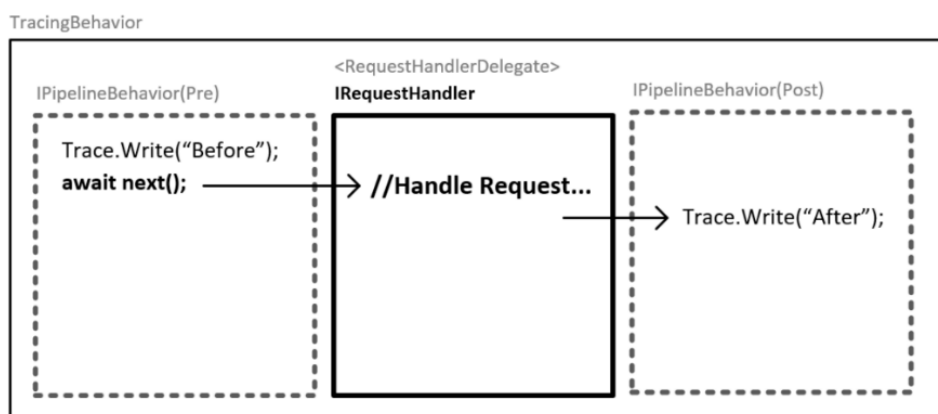 TracingBehavior
IPipelineBehavior(Pre)
Trace.Write(“Before”);
await next();
<RequestHandlerDelegate>
IRequestHandler
//Handle Request...
IPipelineBehavior(Post)
Trace.Write(“After”);